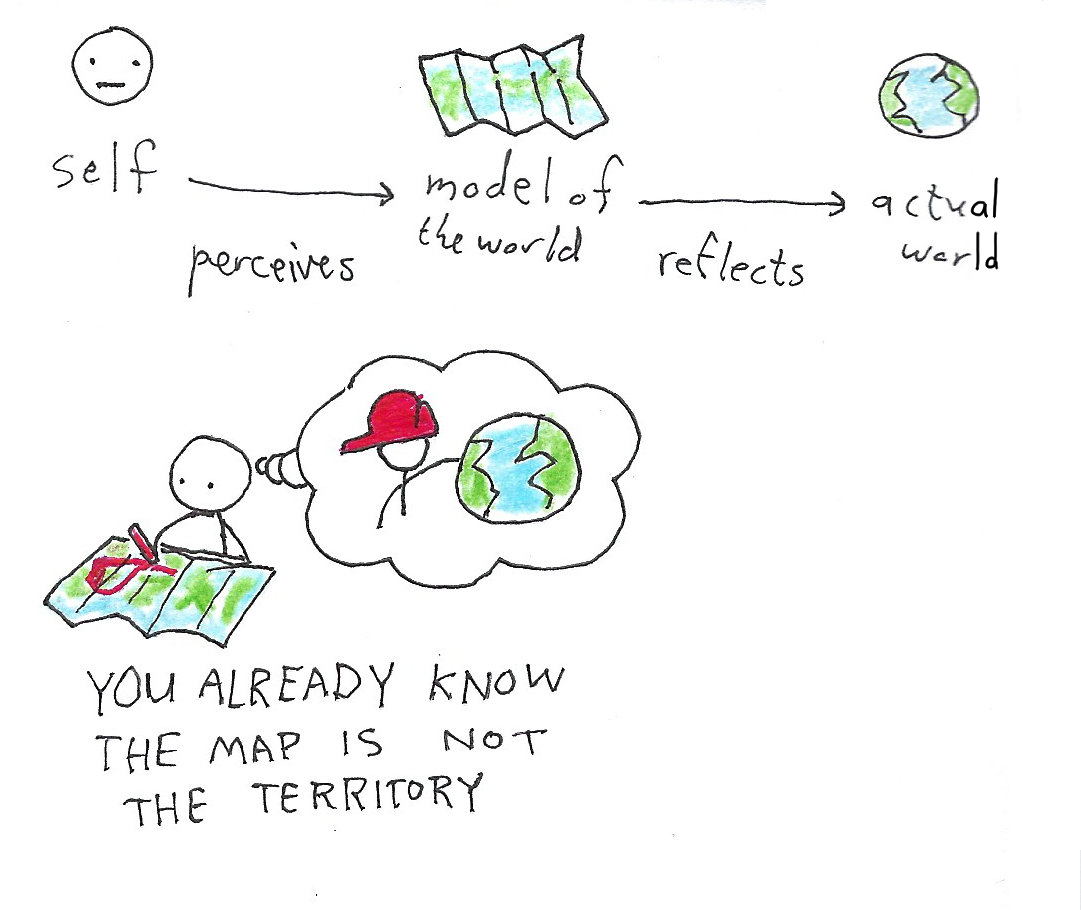 self
perceives
model of
the world
reflects
actual
world
YOU ALREADY KNOW
THE MAP IS NOT
THE TERRITORY